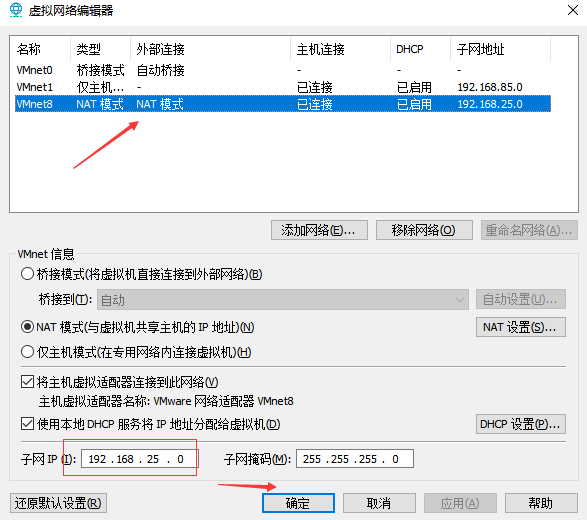 虚拟网络编辑器
名称 类型 外部连接 主机连接 DHCP 子网地址
VMnet0 桥接模式 自动桥接 - - -
VMnet1 仅主机... - 已连接 已启用 192.168.85.0
VMnet8 NAT 模式 NAT 模式 已连接 已启用 192.168.25.0
添加网络(E)... 移除网络(O) 重命名网络(A)...
VMnet 信息
桥接模式(将虚拟机直接连接到外部网络)(B)
桥接到(T): 自动 自动设置(U)...
NAT 模式(与虚拟机共享主机的 IP 地址)(N) NAT 设置(S)...
仅主机模式(在专用网络内连接虚拟机)(H)
将主机虚拟适配器连接到此网络(V)
主机虚拟适配器名称: VMware 网络适配器 VMnet8
使用本地 DHCP 服务将 IP 地址分配给虚拟机(D) DHCP 设置(P)...
子网 IP (I): 192 .168 . 25 . 0 子网掩码(M): 255 .255 .255 . 0
还原默认设置(R) 确定 取消 应用(A) 帮助